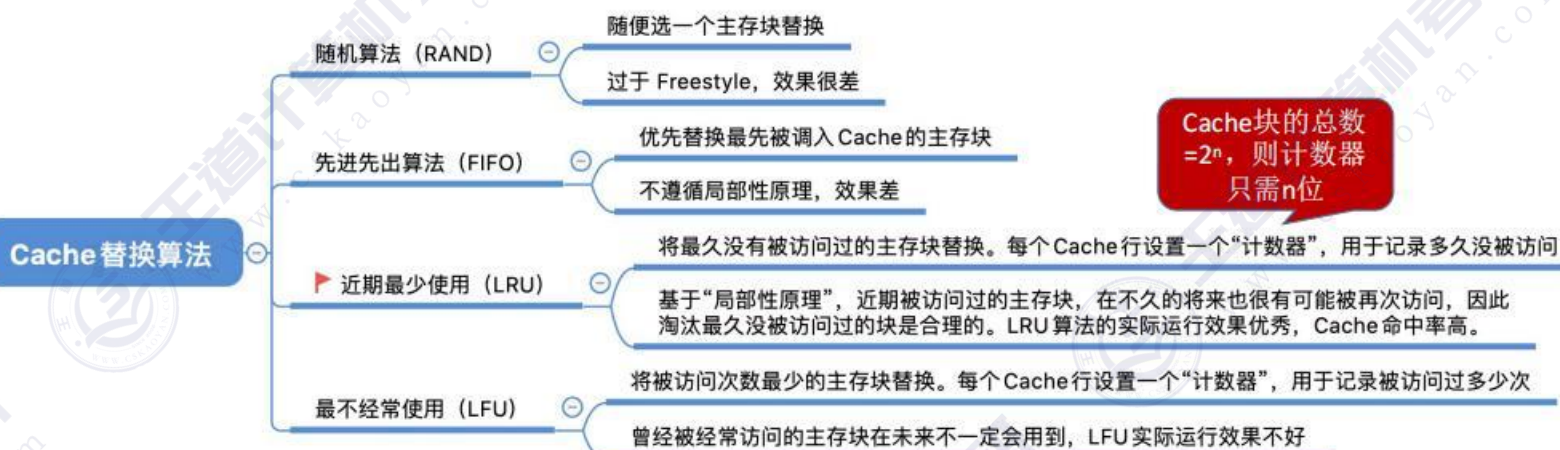 随便选一个主存块替换
随机算法（RAND）
过于 Freestyle，效果很差
Cache块的总数
=2ⁿ，则计数器
只需n位
优先替换最先被调入Cache的主存块
先进先出算法（FIFO）
不遵循局部性原理，效果差
Cache替换算法
将最久没有被访问过的主存块替换。每个Cache行设置一个“计数器”，用于记录多久没被访问
近期最少使用（LRU）
基于“局部性原理”，近期被访问过的主存块，在不久的将来也很有可能被再次访问，因此
淘汰最久没被访问过的块是合理的。LRU算法的实际运行效果优秀，Cache命中率高。
将被访问次数最少的主存块替换。每个Cache行设置一个“计数器”，用于记录被访问过多少次
最不经常使用（LFU）
曾经被经常访问的主存块在未来不一定会用到，LFU实际运行效果不好